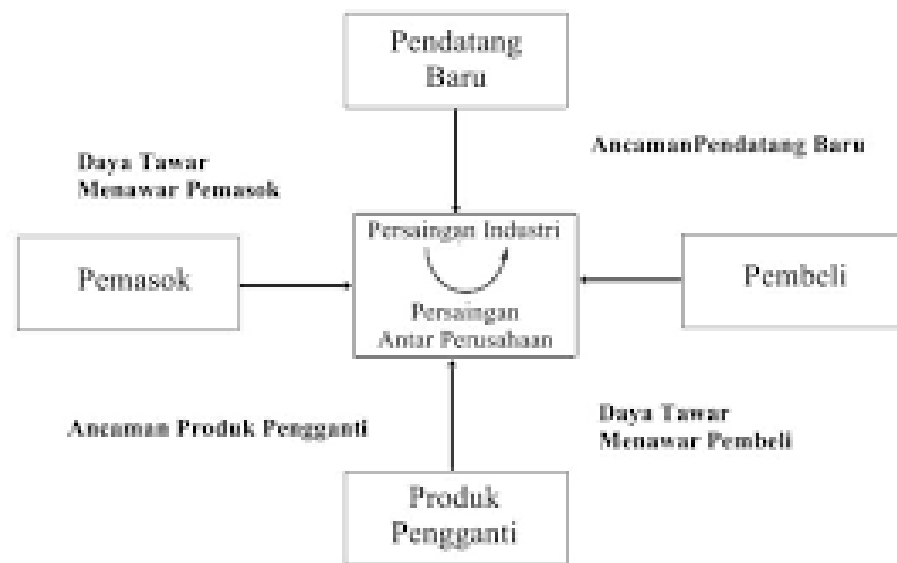 Pendatang
Baru
AncamanPendatang Baru
Daya Tawar
Menawar Pemasok
Pemasok
Persaingan Industri
Persaingan
Antar Perusahaan
Pembeli
Ancaman Produk Pengganti
Daya Tawar
Menawar Pembeli
Produk
Pengganti